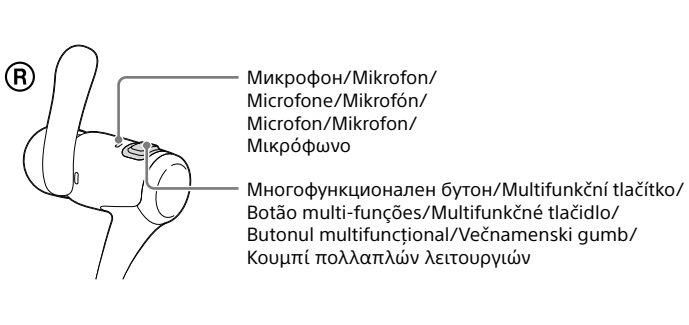 R
Микрофон/Mikrofon/
Microfone/Mikrofón/
Microfon/Mikrofon/
Μικρόφωνο
Многофункционален бутон/Multifunkční tlačítko/
Botão multi-funções/Multifunkčné tlačidlo/
Butonul multifuncțional/Večnamenski gumb/
Κουμπί πολλαπλών λειτουργιών